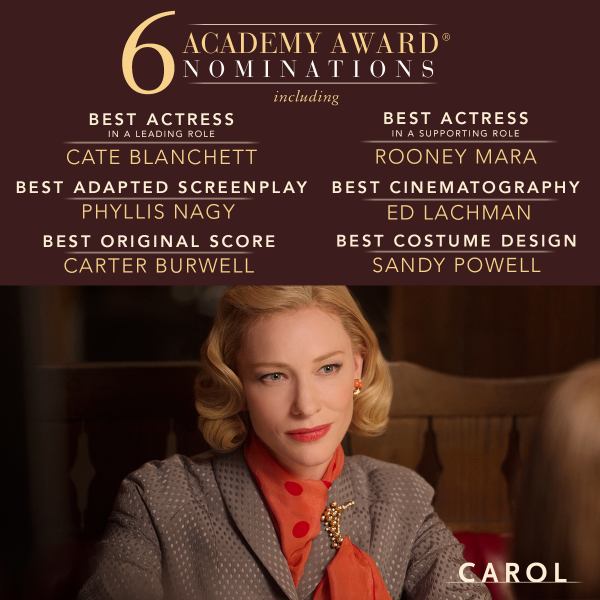 6 ACADEMY AWARD®
NOMINATIONS
including
BEST ACTRESS
IN A LEADING ROLE
CATE BLANCHETT
BEST ACTRESS
IN A SUPPORTING ROLE
ROONEY MARA
BEST ADAPTED SCREENPLAY
PHYLLIS NAGY
BEST CINEMATOGRAPHY
ED LACHMAN
BEST ORIGINAL SCORE
CARTER BURWELL
BEST COSTUME DESIGN
SANDY POWELL
CAROL